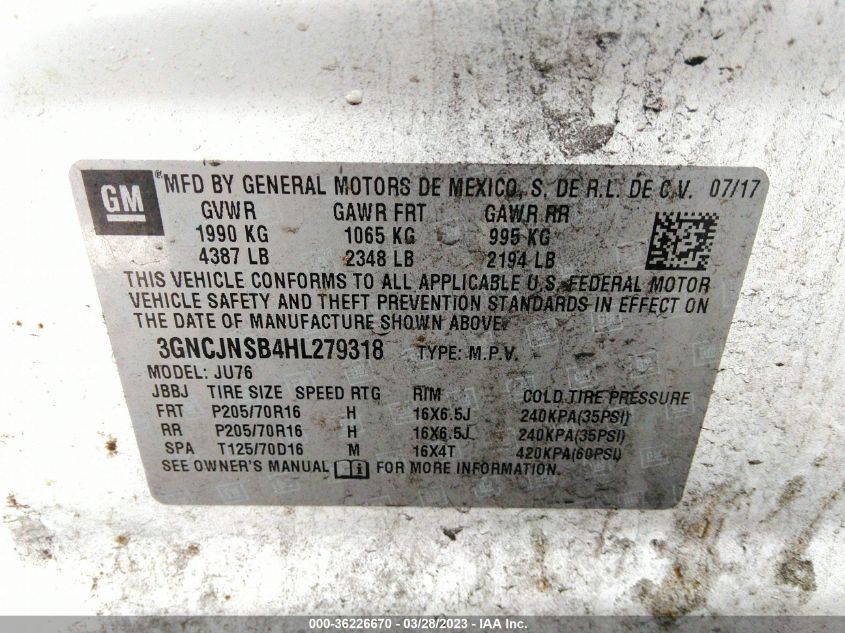 GM ® MFD BY GENERAL MOTORS DE MEXICO, S. DE R.L. DE C.V. 07/17
GVWR GAWR FRT GAWR RR
1990 KG 1065 KG 995 KG
4387 LB 2348 LB 2194 LB
THIS VEHICLE CONFORMS TO ALL APPLICABLE U.S. FEDERAL MOTOR
VEHICLE SAFETY AND THEFT PREVENTION STANDARDS IN EFFECT ON
THE DATE OF MANUFACTURE SHOWN ABOVE.
3GNCJNSB4HL279318 TYPE: M.P.V.
MODEL: JU76
JBBJ TIRE SIZE SPEED RTG RIM COLD TIRE PRESSURE
FRT P205/70R16 H 16X6.5J 240KPA(35PSI)
RR P205/70R16 H 16X6.5J 240KPA(35PSI)
SPA T125/70D16 M 16X4T 420KPA(60PSI)
SEE OWNER'S MANUAL FOR MORE INFORMATION.
000-36226670 - 03/28/2023 - IAA Inc.